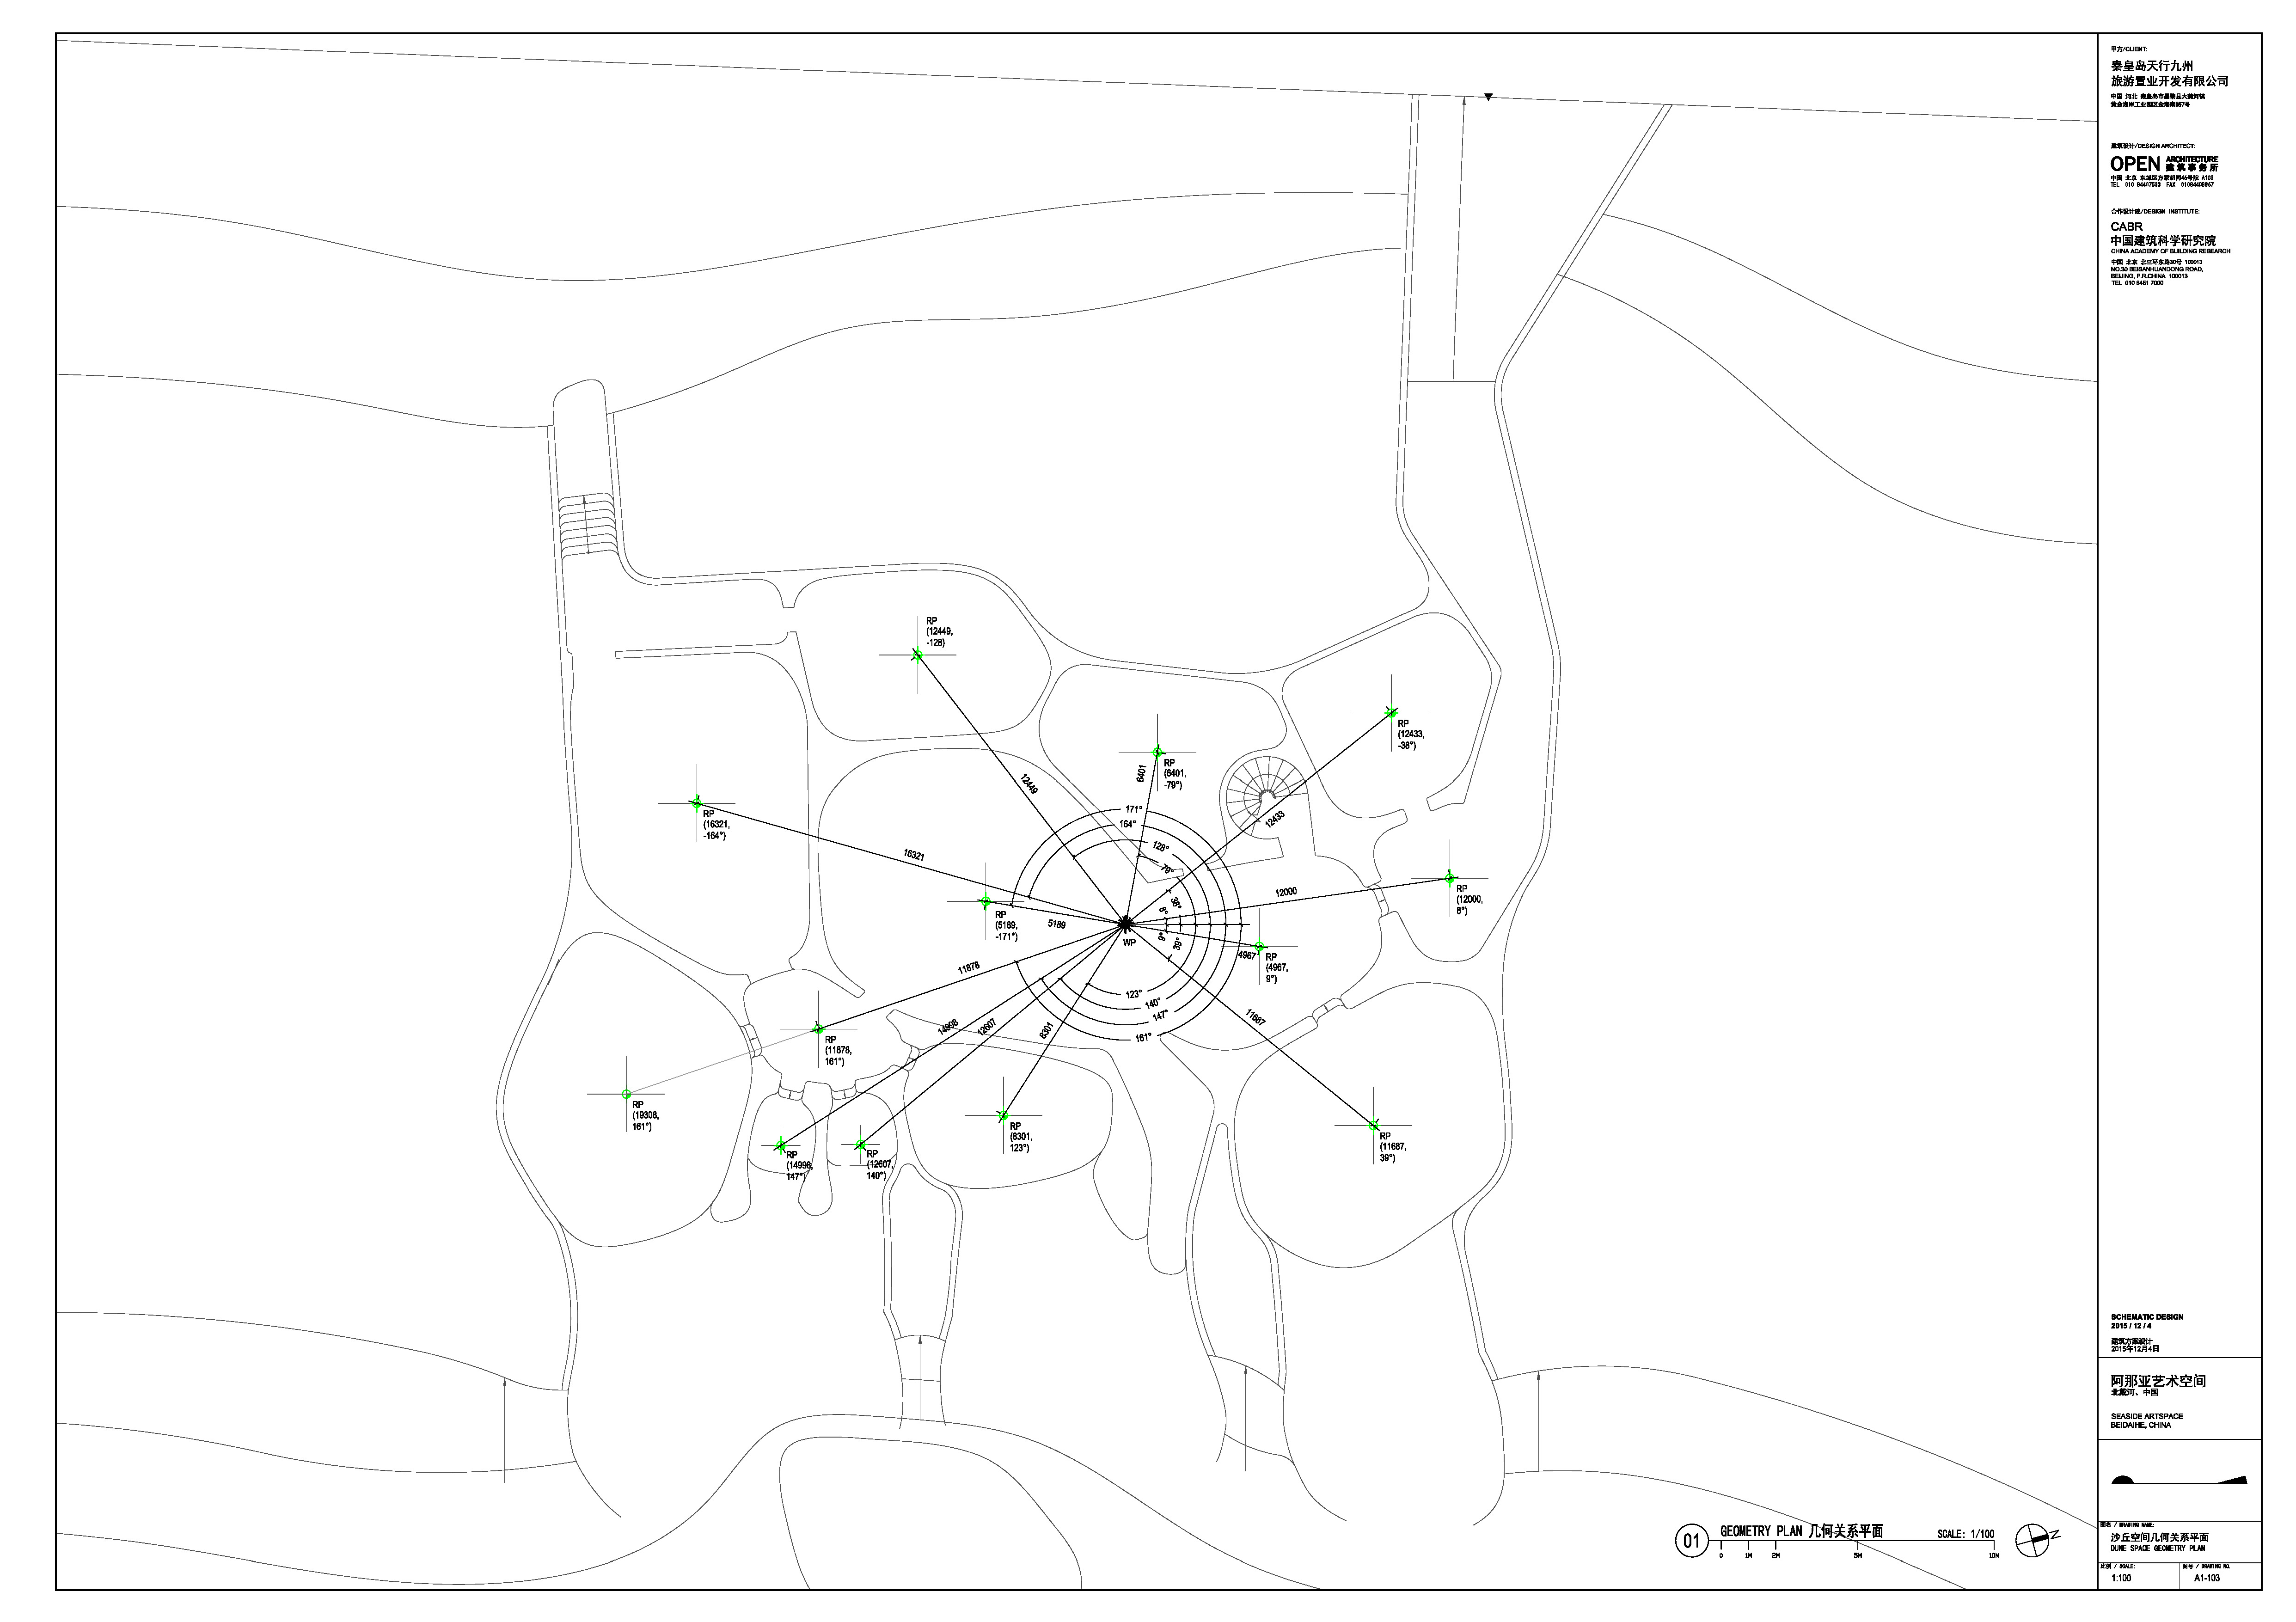 甲方/CLIENT:
秦皇岛天行九州
旅游置业开发有限公司
中国 河北 秦皇岛市昌黎县大蒲河镇
黄金海岸工业园区金海南路7号
建筑设计/DESIGN ARCHITECT:
OPEN ARCHITECTURE
建筑事务所
中国 北京 东城区方家胡同46号院 A103
合作设计院/DESIGN INSTITUTE:
CABR
中国建筑科学研究院
CHINA ACADEMY OF BUILDING RESEARCH
中国 北京 北三环东路30号 100013
NO.30 BEISANHUANDONG ROAD,
BEIJING, P.R.CHINA 100013
TEL 010 8451 7000
RP
(12449,
-128)
RP
(12433,
-38°)
RP
(6401,
-79°)
RP
(16321,
-164°)
RP
(12000,
8°)
RP
(5189,
-171°)
RP
(4967,
9°)
RP
(11878,
161°)
RP
(19308,
161°)
RP
(14998,
147°)
RP
(12607,
140°)
RP
(8301,
123°)
RP
(11687,
39°)
12449
6401
12433
16321
12000
5189
4967
11878
14998
12607
8301
11687
171°
164°
128°
79°
38°
8°
9°
39°
123°
140°
147°
161°
WP
SCHEMATIC DESIGN
2015 / 12 / 4
建筑方案设计
2015年12月4日
阿那亚艺术空间
北戴河、中国
SEASIDE ARTSPACE
BEIDAIHE, CHINA
01 GEOMETRY PLAN 几何关系平面 SCALE: 1/100
0 1M 2M 5M 10M
N
图名 / DRAWING NAME:
沙丘空间几何关系平面
DUNE SPACE GEOMETRY PLAN
比例 / SCALE: 图号 / DRAWING NO.
1:100 A1-103